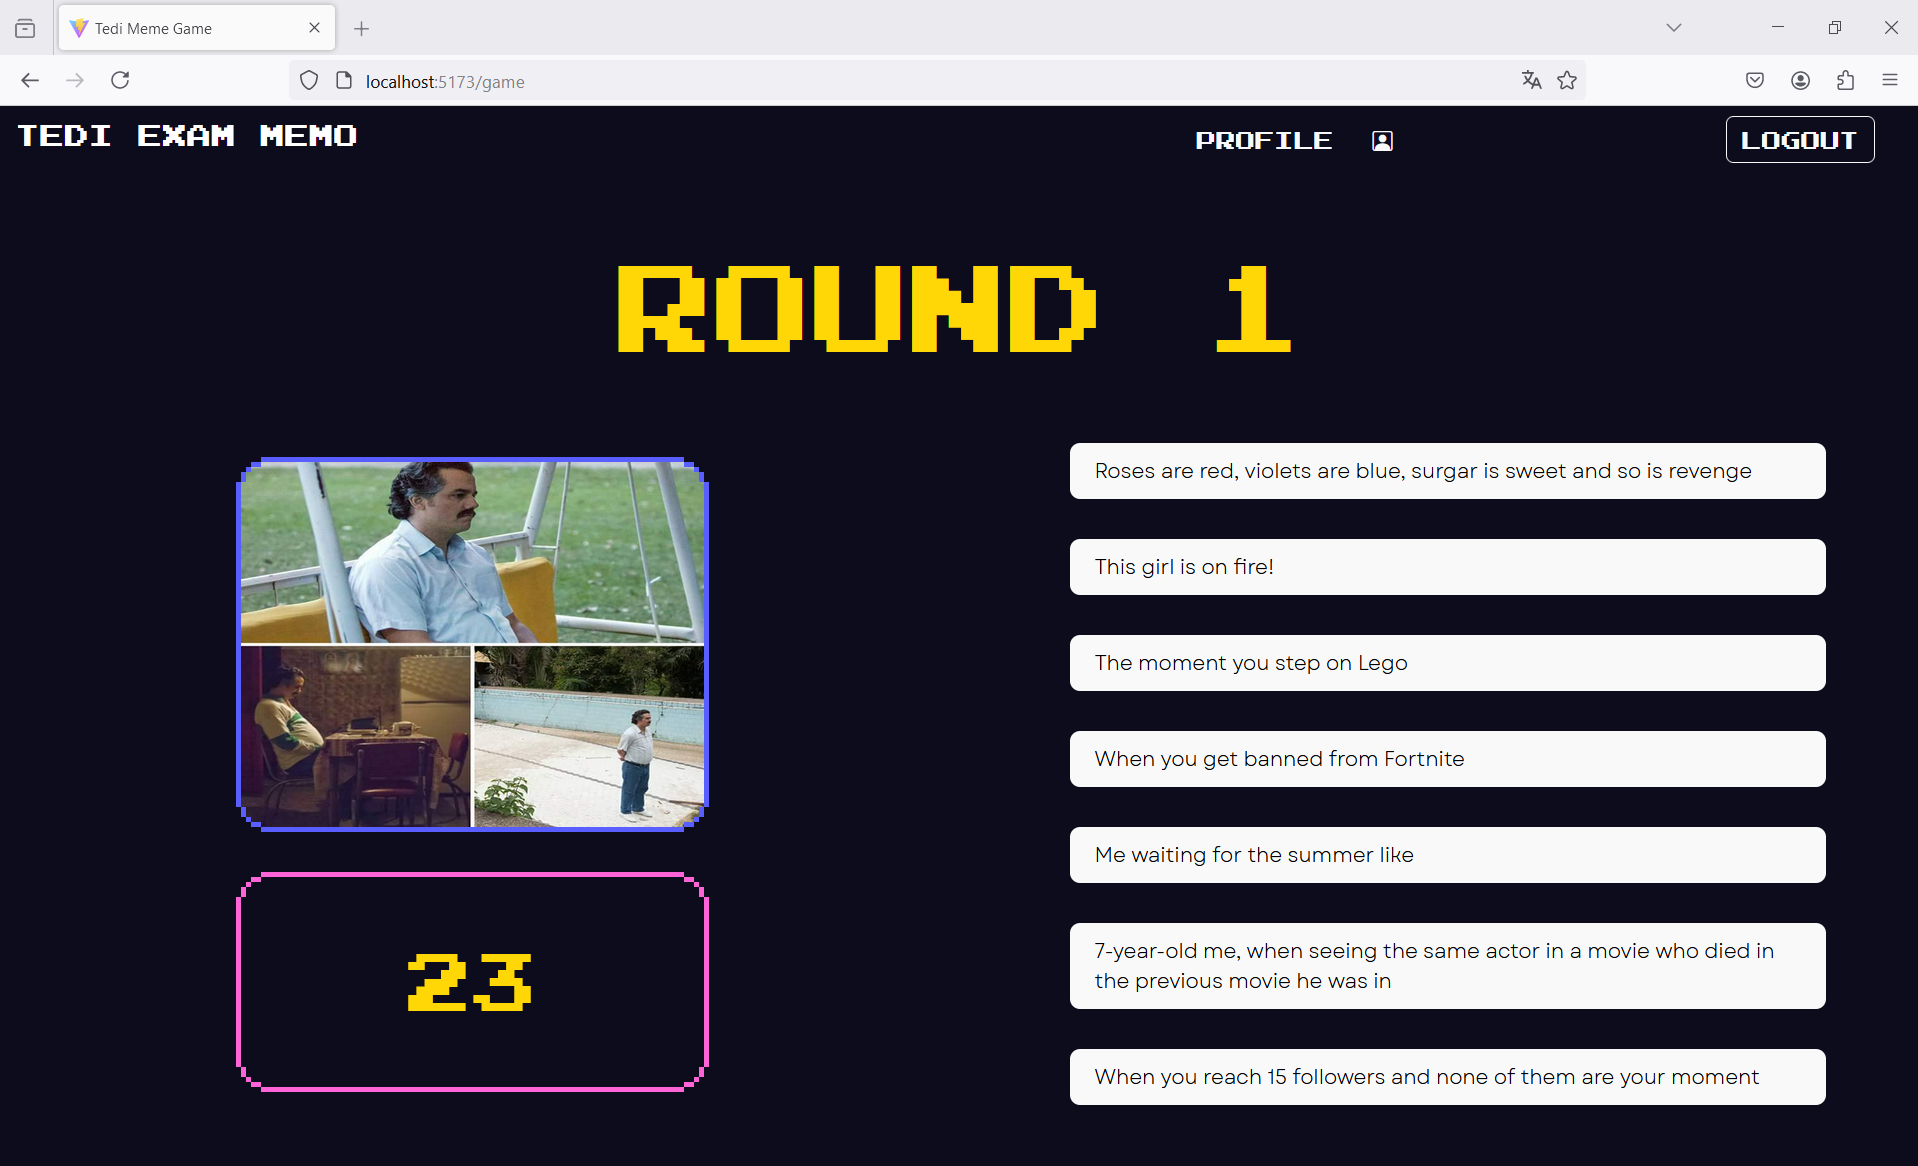 Tedi Meme Game
localhost:5173/game
TEDI EXAM MEMO
PROFILE
LOGOUT
ROUND 1
Roses are red, violets are blue, surgar is sweet and so is revenge
This girl is on fire!
The moment you step on Lego
When you get banned from Fortnite
Me waiting for the summer like
7-year-old me, when seeing the same actor in a movie who died in
the previous movie he was in
When you reach 15 followers and none of them are your moment
23